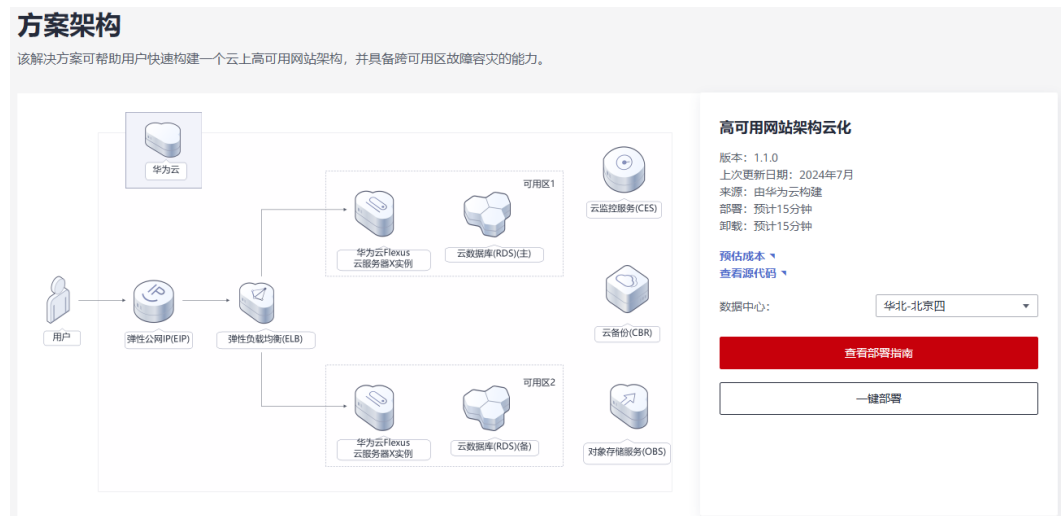 方案架构
该解决方案可帮助用户快速构建一个云上高可用网站架构，并具备跨可用区故障容灾的能力。
华为云
可用区1
华为云Flexus
云服务器X实例
云数据库(RDS)(主)
云监控服务(CES)
用户
弹性公网IP(EIP)
弹性负载均衡(ELB)
云备份(CBR)
可用区2
华为云Flexus
云服务器X实例
云数据库(RDS)(备)
对象存储服务(OBS)
高可用网站架构云化
版本：1.1.0
上次更新日期：2024年7月
来源：由华为云构建
部署：预计15分钟
卸载：预计15分钟
预估成本
查看源代码
数据中心：
华北-北京四
查看部署指南
一键部署